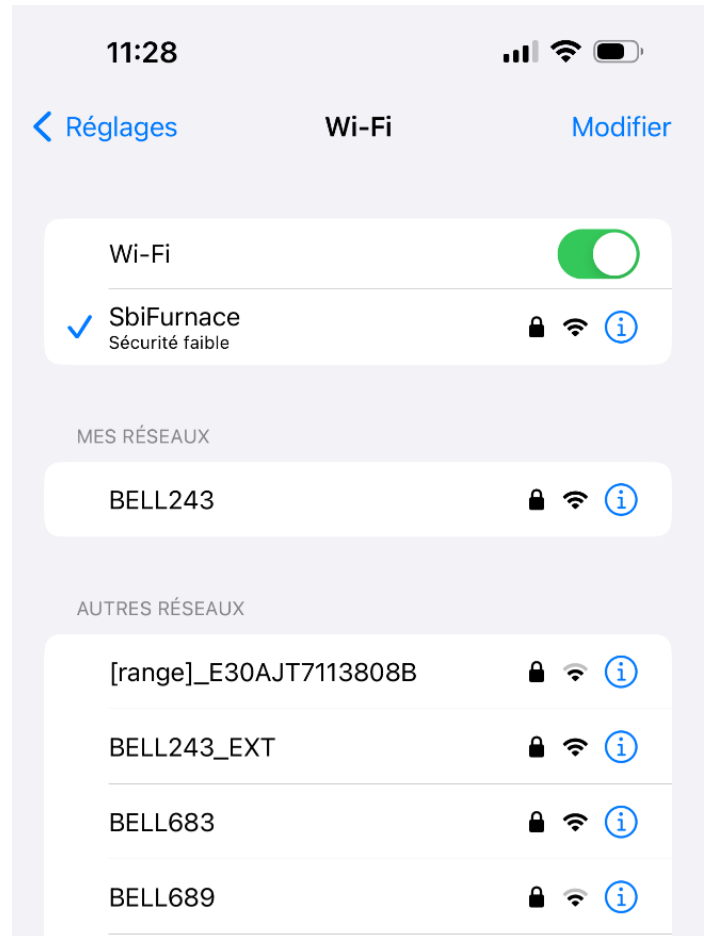 11:28
Réglages Wi-Fi Modifier
Wi-Fi
SbiFurnace
Sécurité faible
MES RÉSEAUX
BELL243
AUTRES RÉSEAUX
[range]_E30AJT7113808B
BELL243_EXT
BELL683
BELL689